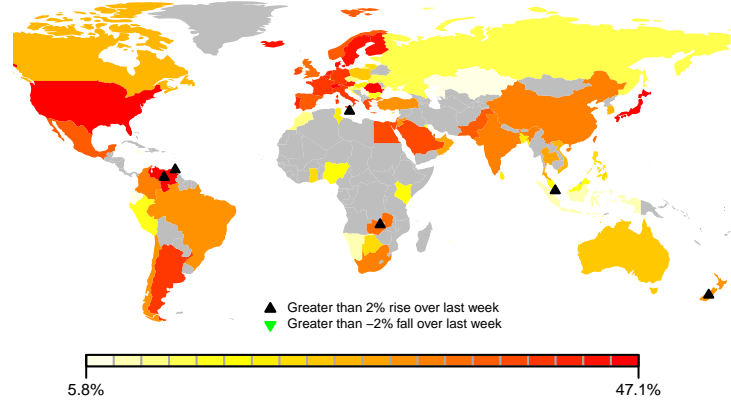 Greater than 2% rise over last week
Greater than −2% fall over last week
5.8%
47.1%